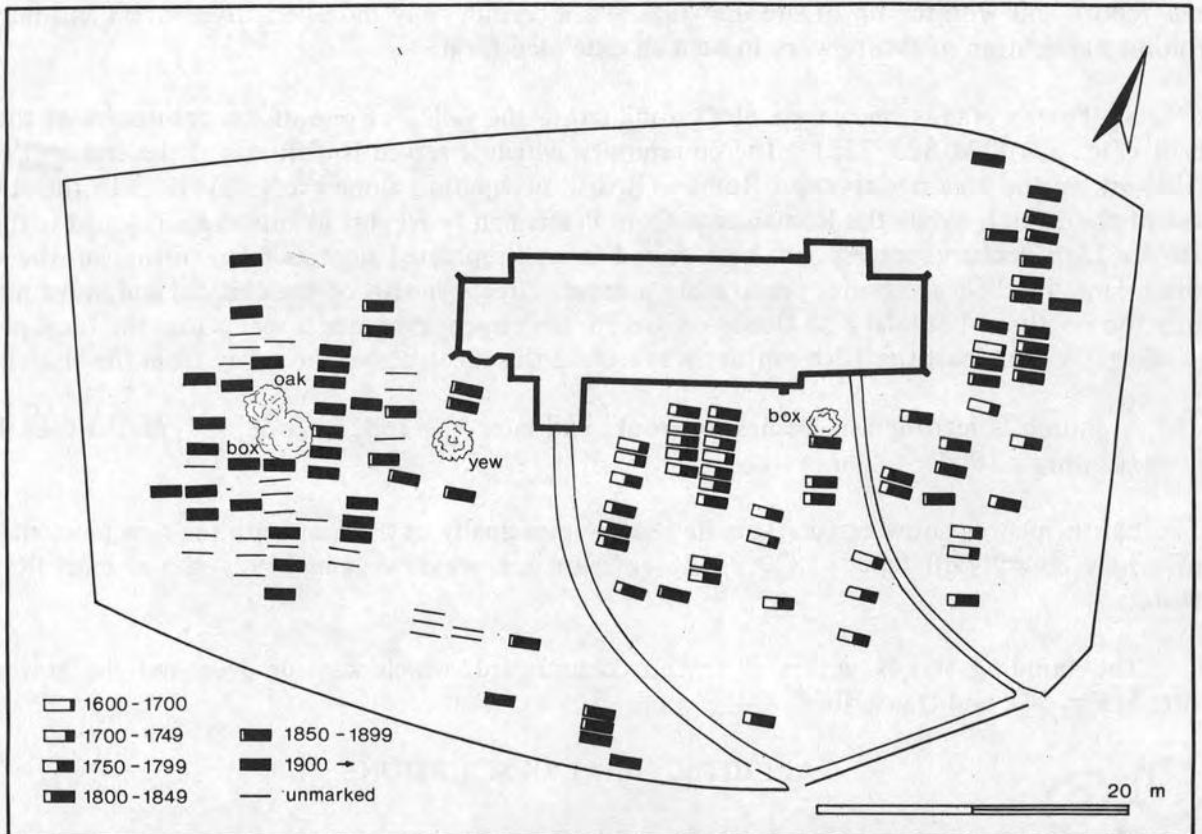 oak
box
yew
box
1600 - 1700
1700 - 1749
1750 - 1799
1800 - 1849
1850 - 1899
1900 →
unmarked
20 m